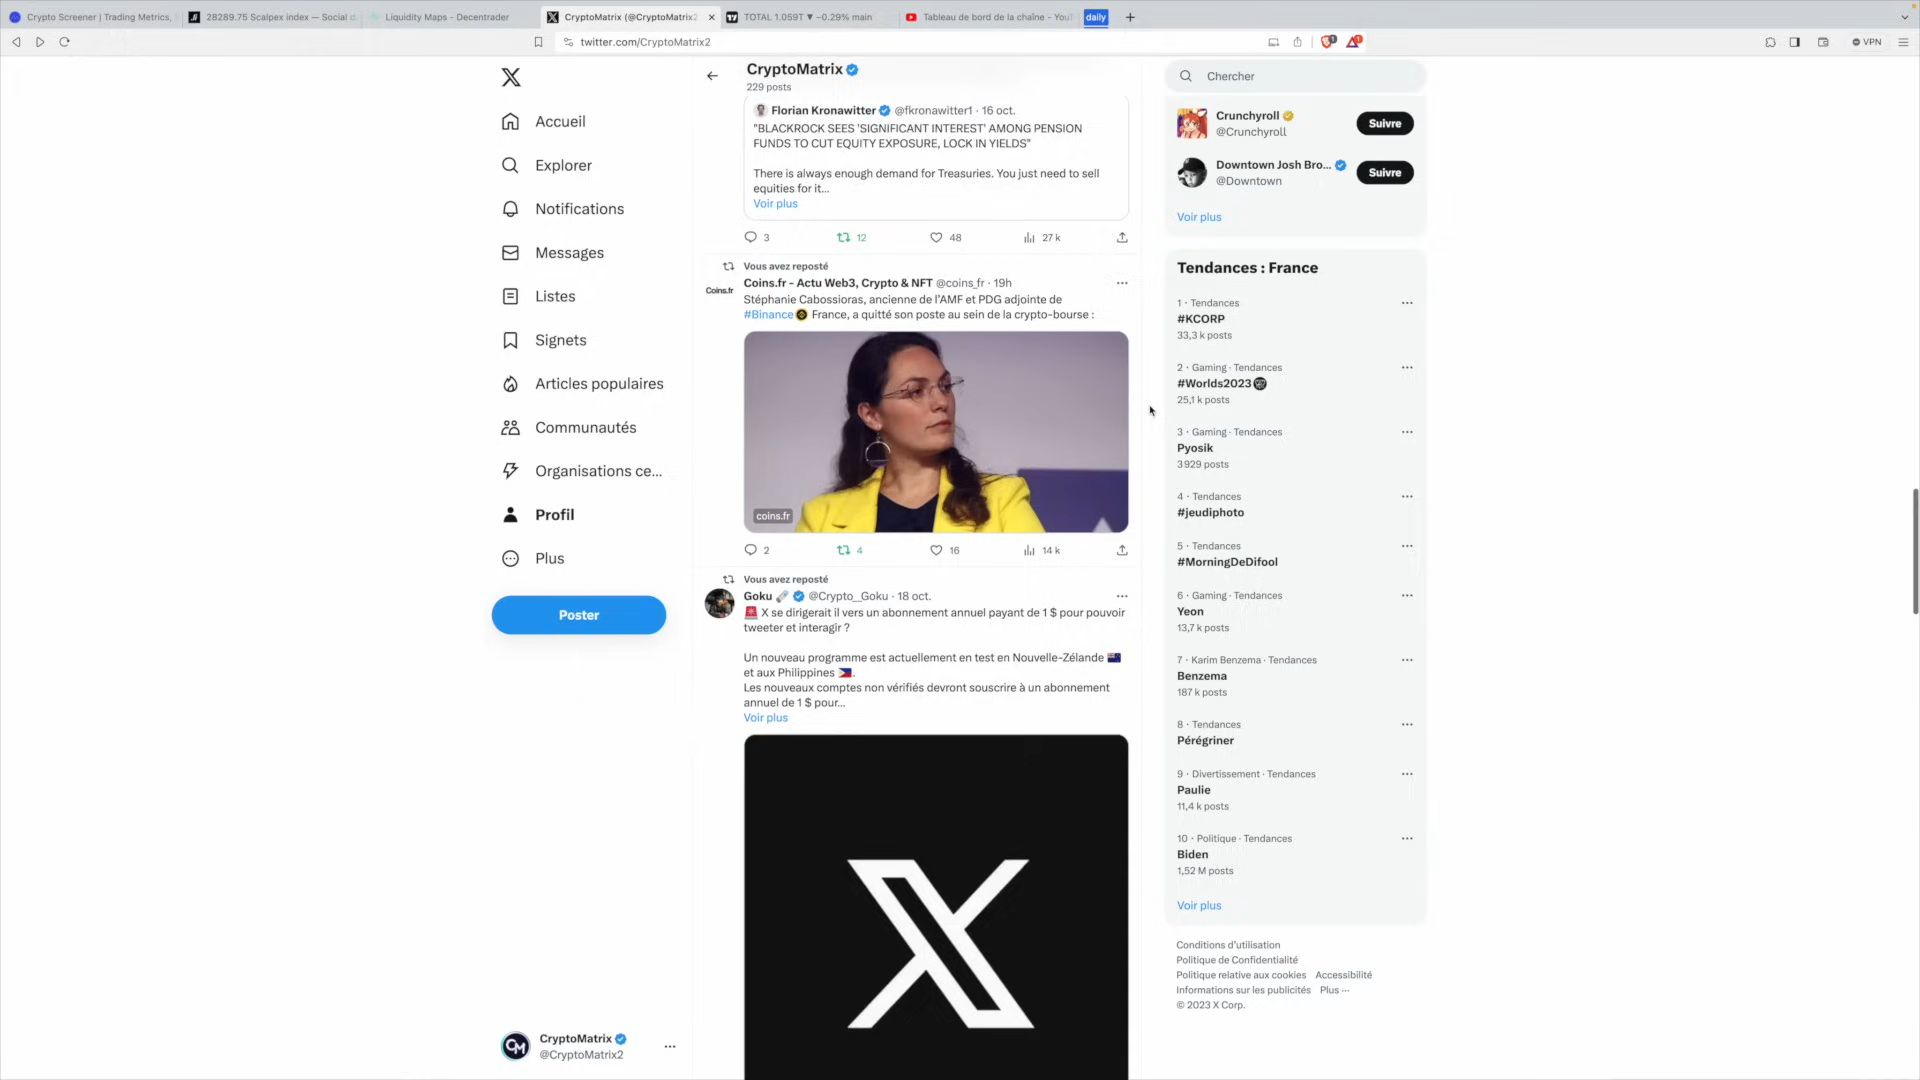 Crypto Screener | Trading Metrics,
28289.75 Scalpex index — Social d
Liquidity Maps - Decentrader
CryptoMatrix (@CryptoMatrix2
TOTAL 1.059T ▼ −0.29% main
Tableau de bord de la chaîne - YouT
daily
twitter.com/CryptoMatrix2
1
1
VPN
Accueil
Explorer
Notifications
Messages
Listes
Signets
Articles populaires
Communautés
Organisations ce...
Profil
Plus
Poster
CryptoMatrix
@CryptoMatrix2
CryptoMatrix
229 posts
Florian Kronawitter @fkronawitter1 · 16 oct.
"BLACKROCK SEES 'SIGNIFICANT INTEREST' AMONG PENSION
FUNDS TO CUT EQUITY EXPOSURE, LOCK IN YIELDS"
There is always enough demand for Treasuries. You just need to sell
equities for it...
Voir plus
3 12 48 27 k
Vous avez reposté
Coins.fr
Coins.fr - Actu Web3, Crypto & NFT @coins_fr · 19h
Stéphanie Cabossioras, ancienne de l'AMF et PDG adjointe de
#Binance France, a quitté son poste au sein de la crypto-bourse :
coins.fr
2 4 16 14 k
Vous avez reposté
Goku @Crypto__Goku · 18 oct.
🚨 X se dirigerait il vers un abonnement annuel payant de 1 $ pour pouvoir
tweeter et interagir ?
Un nouveau programme est actuellement en test en Nouvelle-Zélande 🇳🇿
et aux Philippines 🇵🇭.
Les nouveaux comptes non vérifiés devront souscrire à un abonnement
annuel de 1 $ pour...
Voir plus
Chercher
Crunchyroll
@Crunchyroll
Suivre
Downtown Josh Bro...
@Downtown
Suivre
Voir plus
Tendances : France
1 · Tendances
#KCORP
33,3 k posts
2 · Gaming · Tendances
#Worlds2023
25,1 k posts
3 · Gaming · Tendances
Pyosik
3 929 posts
4 · Tendances
#jeudiphoto
5 · Tendances
#MorningDeDifool
6 · Gaming · Tendances
Yeon
13,7 k posts
7 · Karim Benzema · Tendances
Benzema
187 k posts
8 · Tendances
Pérégriner
9 · Divertissement · Tendances
Paulie
11,4 k posts
10 · Politique · Tendances
Biden
1,52 M posts
Voir plus
Conditions d'utilisation
Politique de Confidentialité
Politique relative aux cookies Accessibilité
Informations sur les publicités Plus ···
© 2023 X Corp.